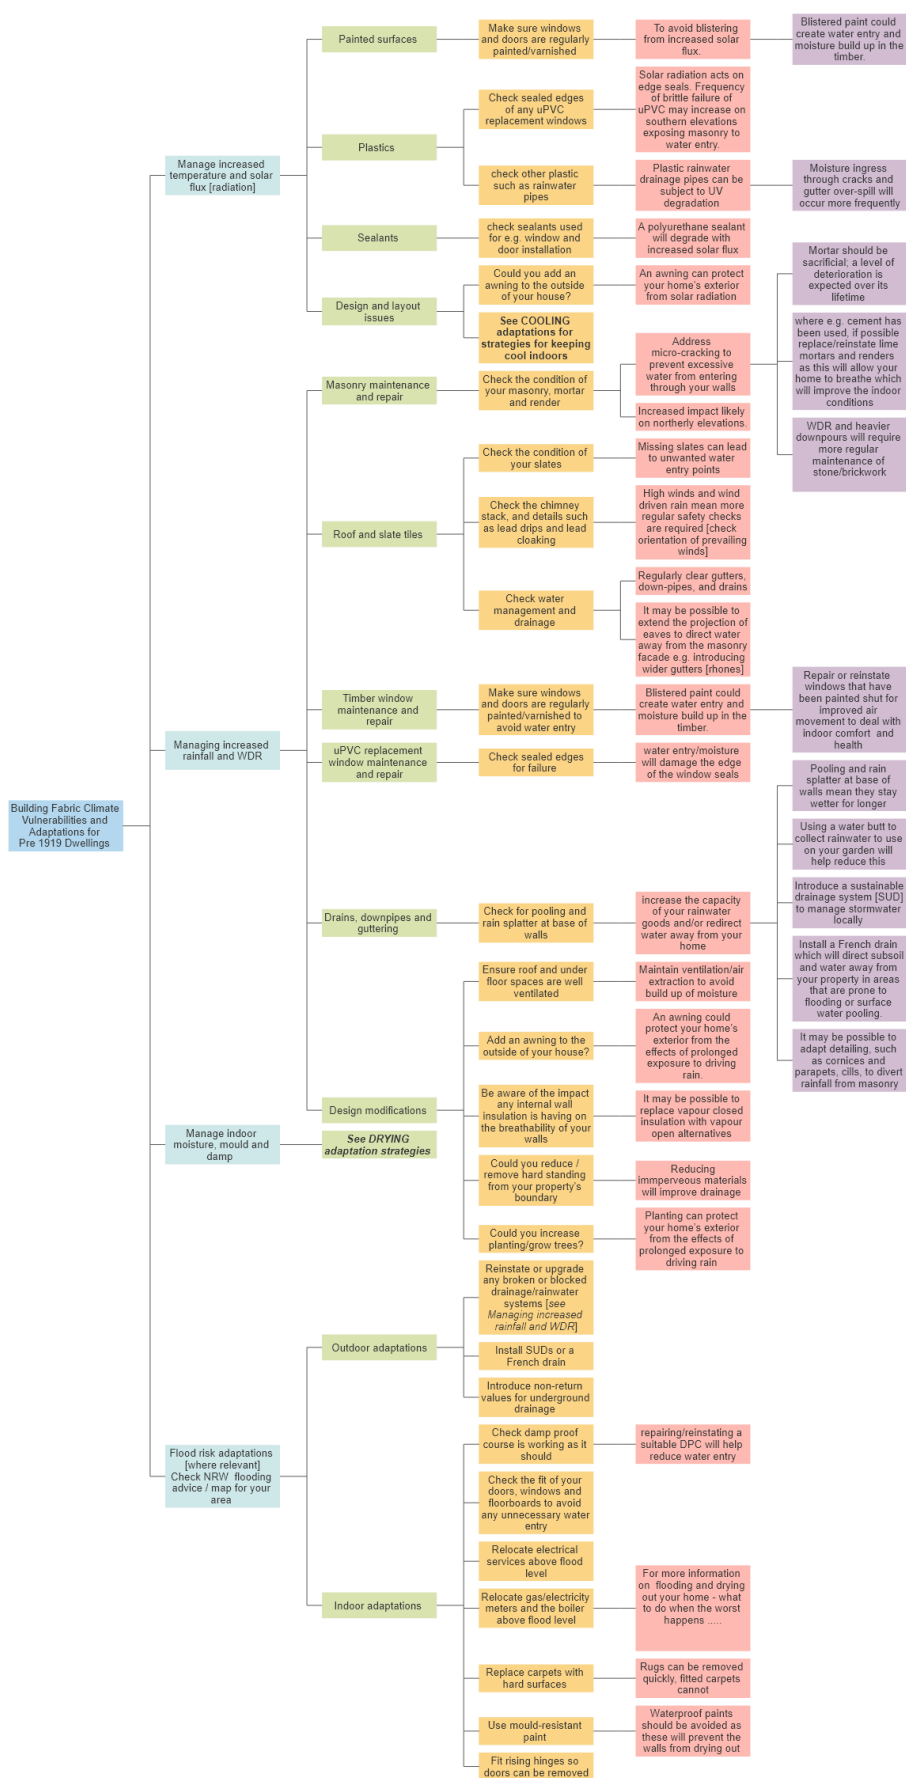 Building Fabric Climate
Vulnerabilities and
Adaptations for
Pre 1919 Dwellings
Manage increased
temperature and solar
flux [radiation]
Painted surfaces
Make sure windows
and doors are regularly
painted/varnished
To avoid blistering
from increased solar
flux.
Blistered paint could
create water entry and
moisture build up in the
timber.
Plastics
Check sealed edges
of any uPVC
replacement windows
Solar radiation acts on
edge seals. Frequency
of brittle failure of
uPVC may increase on
southern elevations
exposing masonry to
water entry.
check other plastic
such as rainwater
pipes
Plastic rainwater
drainage pipes can be
subject to UV
degradation
Moisture ingress
through cracks and
gutter over-spill will
occur more frequently
Sealants
check sealants used
for e.g. window and
door installation
A polyurethane sealant
will degrade with
increased solar flux
Design and layout
issues
Could you add an
awning to the outside
of your house?
An awning can protect
your home's exterior
from solar radiation
See COOLING
adaptations for
strategies for keeping
cool indoors
Managing increased
rainfall and WDR
Masonry maintenance
and repair
Check the condition of
your masonry, mortar
and render
Address
micro-cracking to
prevent excessive
water from entering
through your walls
Mortar should be
sacrificial; a level of
deterioration is
expected over its
lifetime
where e.g. cement has
been used, if possible
replace/reinstate lime
mortars and renders
as this will allow your
home to breathe which
will improve the indoor
conditions
WDR and heavier
downpours will require
more regular
maintenance of
stone/brickwork
Increased impact likely
on northerly elevations.
Roof and slate tiles
Check the condition of
your slates
Missing slates can lead
to unwanted water
entry points
Check the chimney
stack, and details such
as lead drips and lead
cloaking
High winds and wind
driven rain mean more
regular safety checks
are required [check
orientation of prevailing
winds]
Check water
management and
drainage
Regularly clear gutters,
down-pipes, and drains
It may be possible to
extend the projection of
eaves to direct water
away from the masonry
facade e.g. introducing
wider gutters [rhones]
Timber window
maintenance and
repair
Make sure windows
and doors are regularly
painted/varnished to
avoid water entry
Blistered paint could
create water entry and
moisture build up in the
timber.
Repair or reinstate
windows that have
been painted shut for
improved air
movement to deal with
indoor comfort and
health
uPVC replacement
window maintenance
and repair
Check sealed edges
for failure
water entry/moisture
will damage the edge
of the window seals
Drains, downpipes and
guttering
Check for pooling and
rain splatter at base of
walls
increase the capacity
of your rainwater
goods and/or redirect
water away from your
home
Pooling and rain
splatter at base of
walls mean they stay
wetter for longer
Using a water butt to
collect rainwater to use
on your garden will
help reduce this
Introduce a sustainable
drainage system [SUD]
to manage stormwater
locally
Install a French drain
which will direct subsoil
and water away from
your property in areas
that are prone to
flooding or surface
water pooling.
It may be possible to
adapt detailing, such
as cornices and
parapets, cills, to divert
rainfall from masonry
Design modifications
Ensure roof and under
floor spaces are well
ventilated
Maintain ventilation/air
extraction to avoid
build up of moisture
Add an awning to the
outside of your house?
An awning could
protect your home's
exterior from the
effects of prolonged
exposure to driving
rain.
Be aware of the impact
any internal wall
insulation is having on
the breathability of your
walls
It may be possible to
replace vapour closed
insulation with vapour
open alternatives
Could you reduce /
remove hard standing
from your property's
boundary
Reducing
immperveous materials
will improve drainage
Could you increase
planting/grow trees?
Planting can protect
your home's exterior
from the effects of
prolonged exposure to
driving rain
Manage indoor
moisture, mould and
damp
See DRYING
adaptation strategies
Flood risk adaptations
[where relevant]
Check NRW flooding
advice / map for your
area
Outdoor adaptations
Reinstate or upgrade
any broken or blocked
drainage/rainwater
systems [see
Managing increased
rainfall and WDR]
Install SUDs or a
French drain
Introduce non-return
values for underground
drainage
Indoor adaptations
Check damp proof
course is working as it
should
repairing/reinstating a
suitable DPC will help
reduce water entry
Check the fit of your
doors, windows and
floorboards to avoid
any unnecessary water
entry
Relocate electrical
services above flood
level
Relocate gas/electricity
meters and the boiler
above flood level
For more information
on flooding and drying
out your home - what
to do when the worst
happens .....
Replace carpets with
hard surfaces
Rugs can be removed
quickly, fitted carpets
cannot
Use mould-resistant
paint
Waterproof paints
should be avoided as
these will prevent the
walls from drying out
Fit rising hinges so
doors can be removed